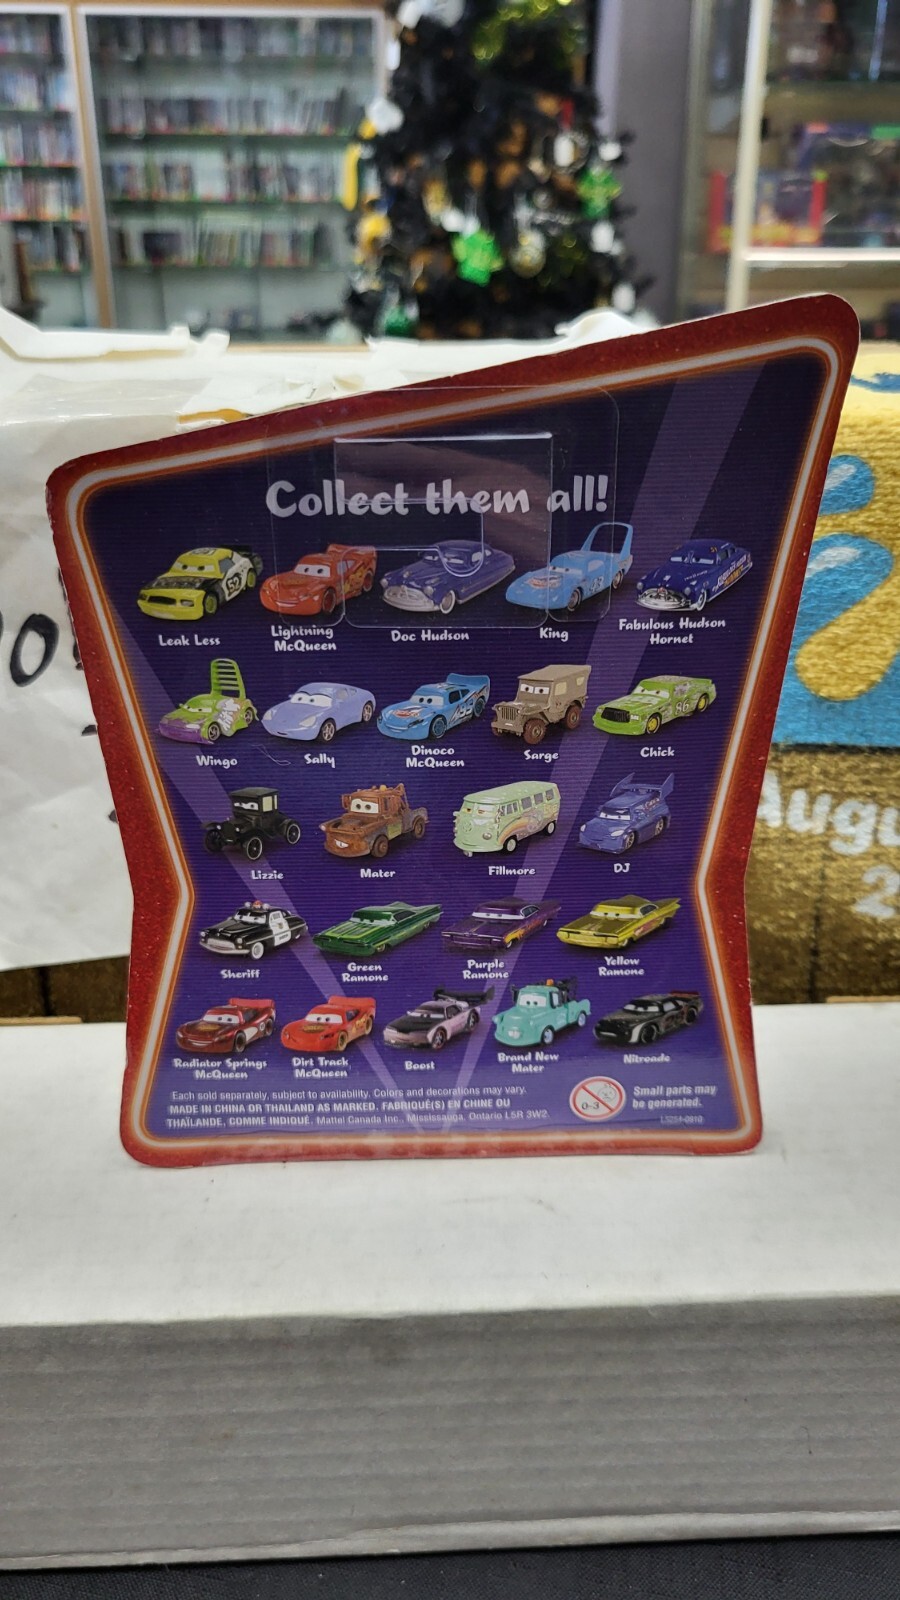 Collect them all!
Leak Less
Lightning
McQueen
Doc Hudson
King
Fabulous Hudson
Hornet
Wingo
Sally
Dinoco
McQueen
Sarge
Chick
Lizzie
Mater
Fillmore
DJ
Sheriff
Green
Ramone
Purple
Ramone
Yellow
Ramone
Radiator Springs
McQueen
Dirt Track
McQueen
Boost
Brand New
Mater
Nitroade
Each sold separately, subject to availability. Colors and decorations may vary.
MADE IN CHINA OR THAILAND AS MARKED. FABRIQUÉ(S) EN CHINE OU
THAÏLANDE, COMME INDIQUÉ. Mattel Canada Inc., Mississauga, Ontario L5R 3W2.
0-3
Small parts may
be generated.
52
86